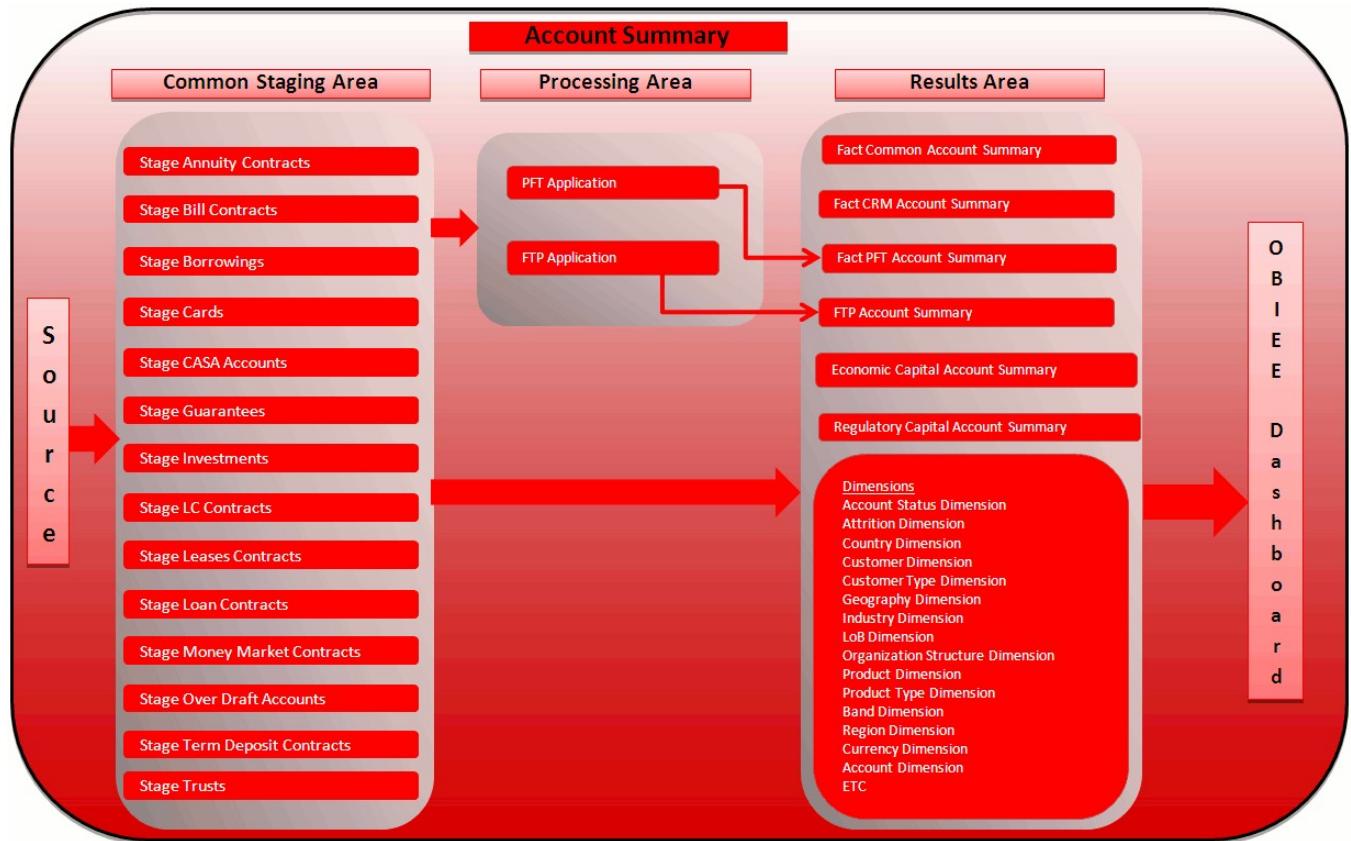 Account Summary
Common Staging Area
Processing Area
Results Area
Source
Stage Annuity Contracts
Stage Bill Contracts
Stage Borrowings
Stage Cards
Stage CASA Accounts
Stage Guarantees
Stage Investments
Stage LC Contracts
Stage Leases Contracts
Stage Loan Contracts
Stage Money Market Contracts
Stage Over Draft Accounts
Stage Term Deposit Contracts
Stage Trusts
PFT Application
FTP Application
Fact Common Account Summary
Fact CRM Account Summary
Fact PFT Account Summary
FTP Account Summary
Economic Capital Account Summary
Regulatory Capital Account Summary
Dimensions
Account Status Dimension
Attrition Dimension
Country Dimension
Customer Dimension
Customer Type Dimension
Geography Dimension
Industry Dimension
LoB Dimension
Organization Structure Dimension
Product Dimension
Product Type Dimension
Band Dimension
Region Dimension
Currency Dimension
Account Dimension
ETC
OBIEE Dashboard